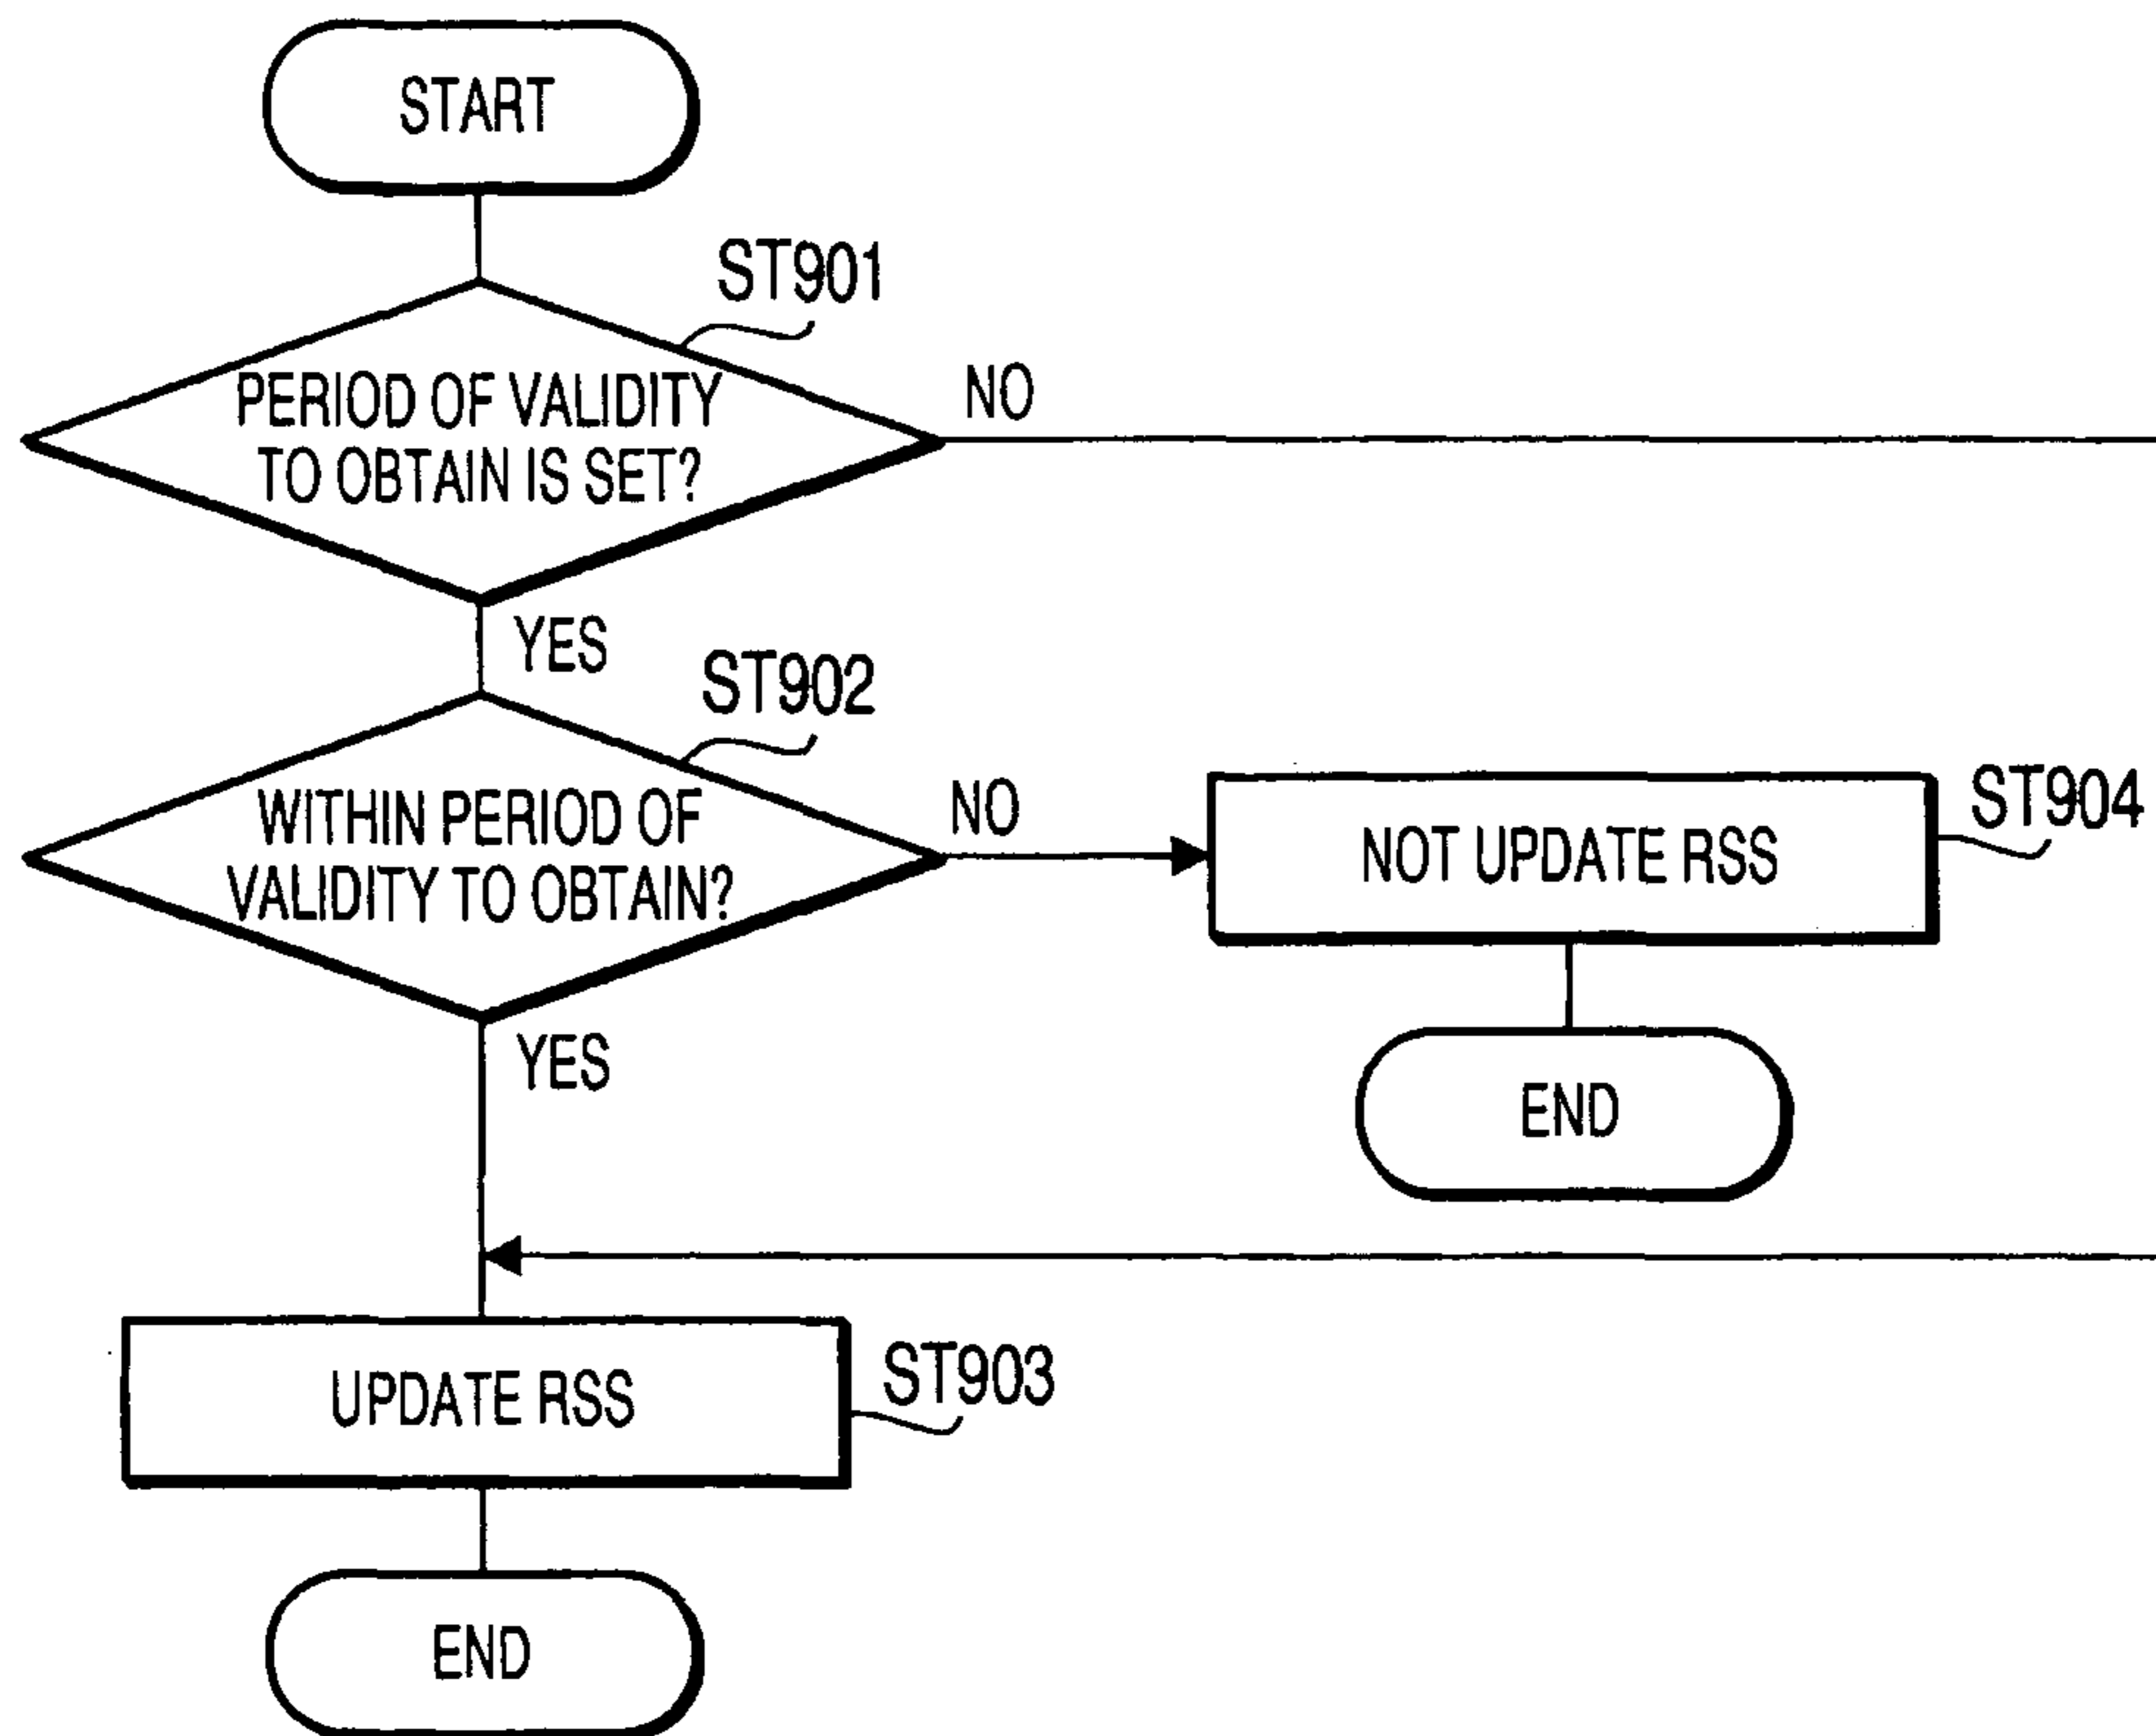 START
ST901
PERIOD OF VALIDITY
TO OBTAIN IS SET?
NO
YES
ST902
WITHIN PERIOD OF
VALIDITY TO OBTAIN?
NO
NOT UPDATE RSS
ST904
YES
END
UPDATE RSS
ST903
END